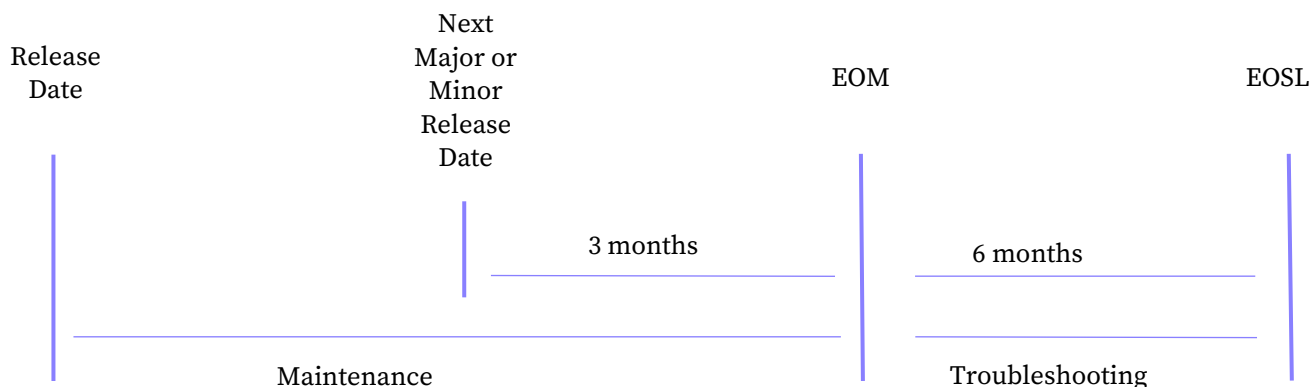 Release
Date
Next
Major or
Minor
Release
Date
EOM
EOSL
3 months
6 months
Maintenance
Troubleshooting